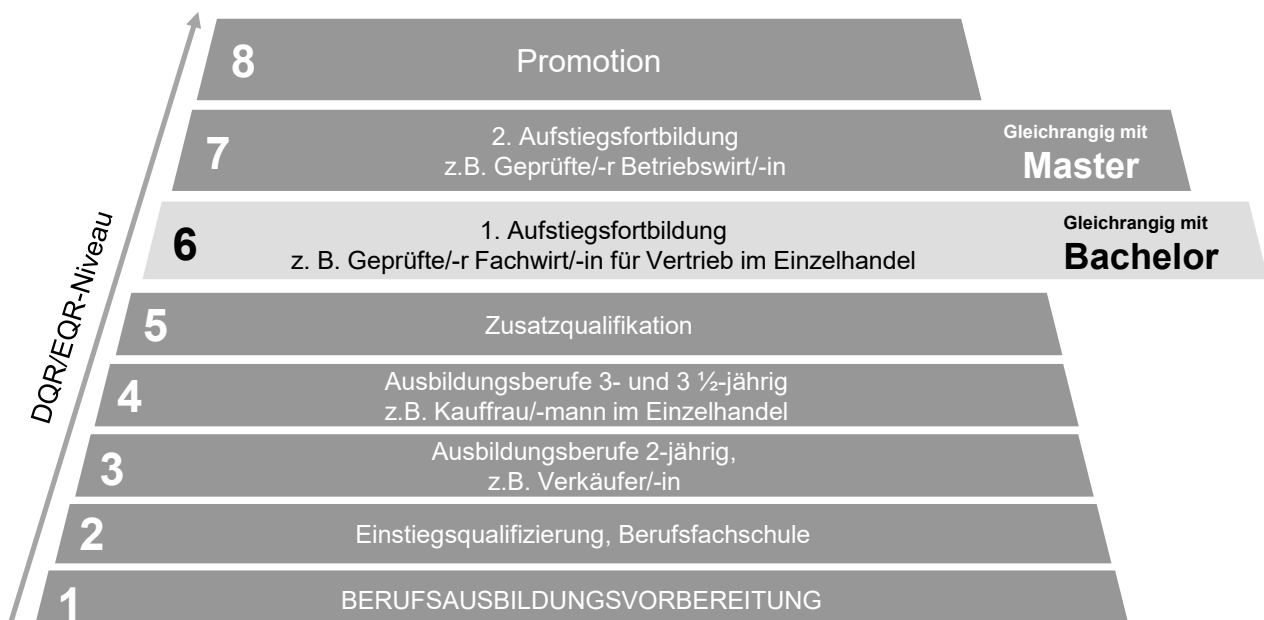 8 Promotion
7 2. Aufstiegsfortbildung
z.B. Geprüfte/-r Betriebswirt/-in
Gleichrangig mit
Master
6 1. Aufstiegsfortbildung
z. B. Geprüfte/-r Fachwirt/-in für Vertrieb im Einzelhandel
Gleichrangig mit
Bachelor
5 Zusatzqualifikation
4 Ausbildungsberufe 3- und 3 ½-jährig
z.B. Kauffrau/-mann im Einzelhandel
3 Ausbildungsberufe 2-jährig,
z.B. Verkäufer/-in
2 Einstiegsqualifizierung, Berufsfachschule
1 BERUFSAUSBILDUNGSVORBEREITUNG
DQR/EQR-Niveau